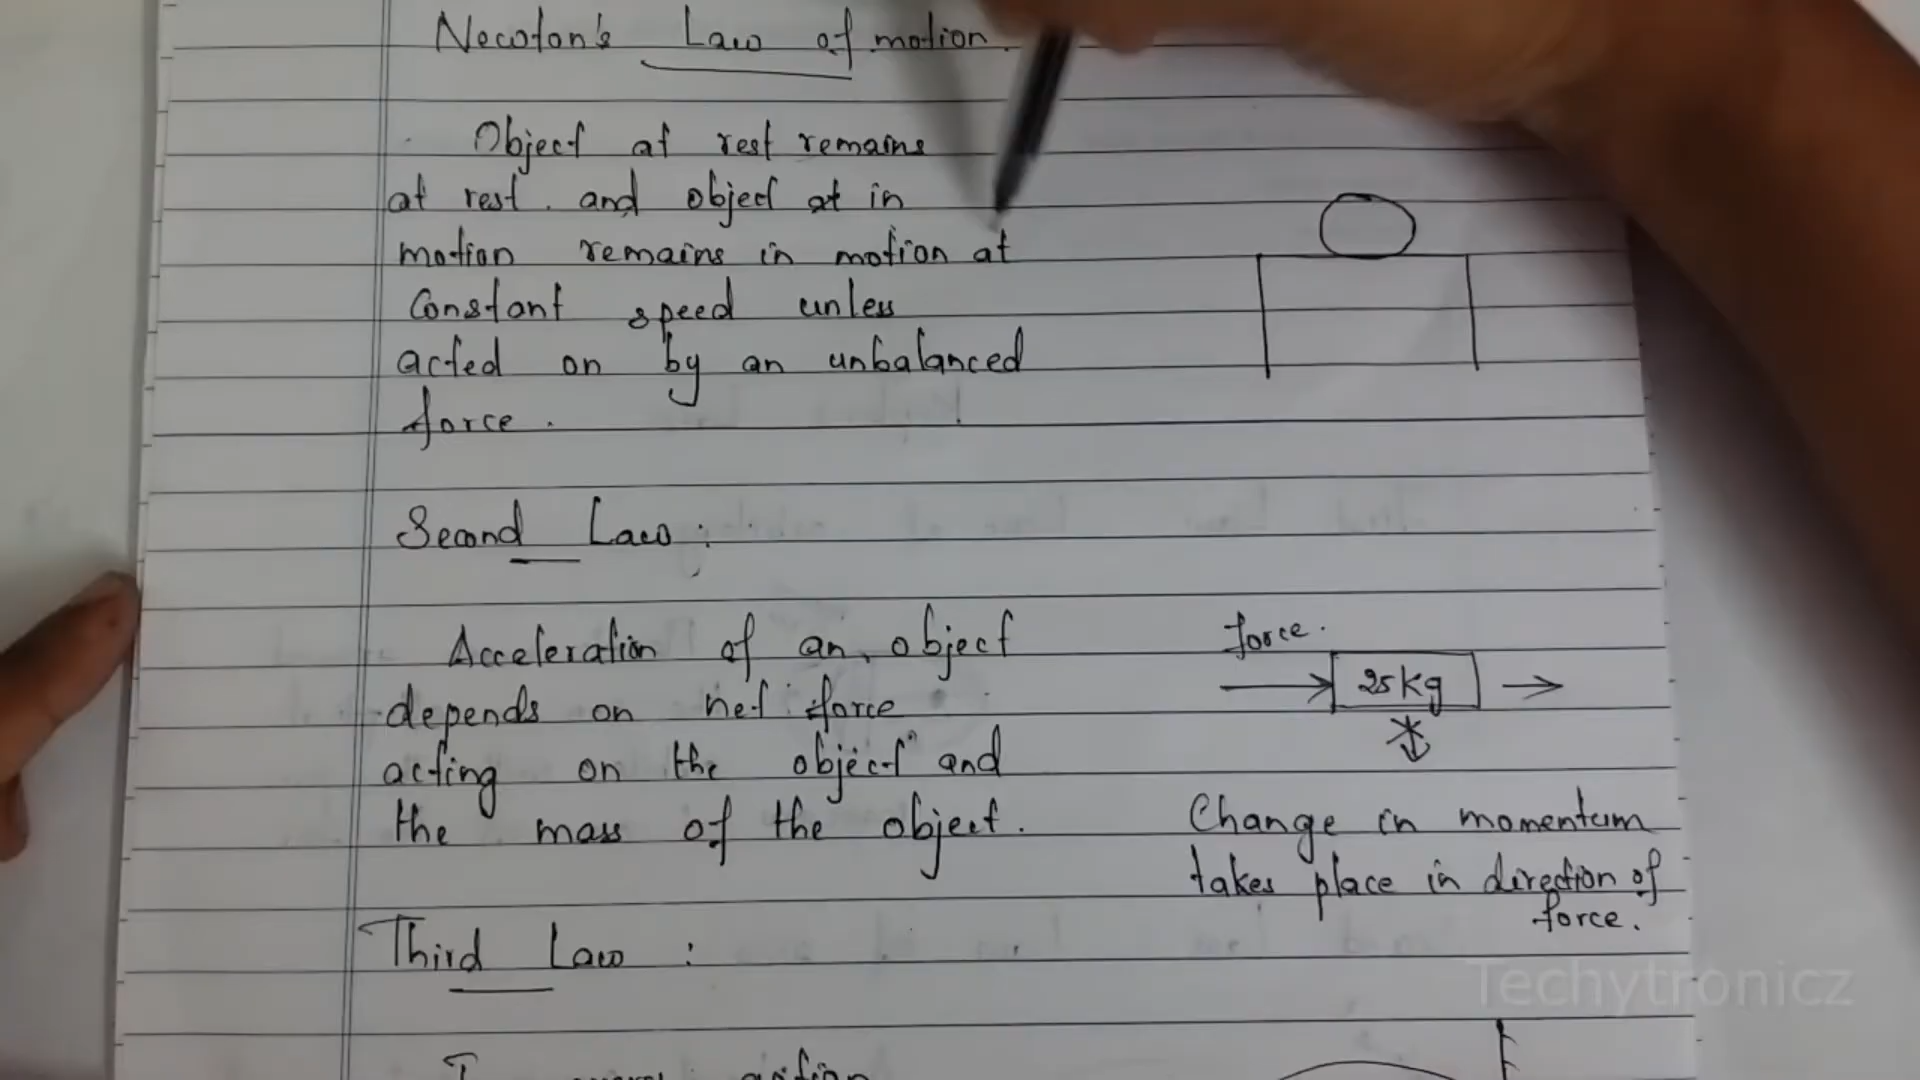 Newton's Law of motion.
Object at rest remains
at rest. and object at in
motion remains in motion at
Constant speed unless
acted on by an unbalanced
force.
Second Law:
Acceleration of an object
depends on net force
acting on the object and
the mass of the object.
force.
25 kg
Change in momentum
takes place in direction of
force.
Third Law:
action
Techytronicz